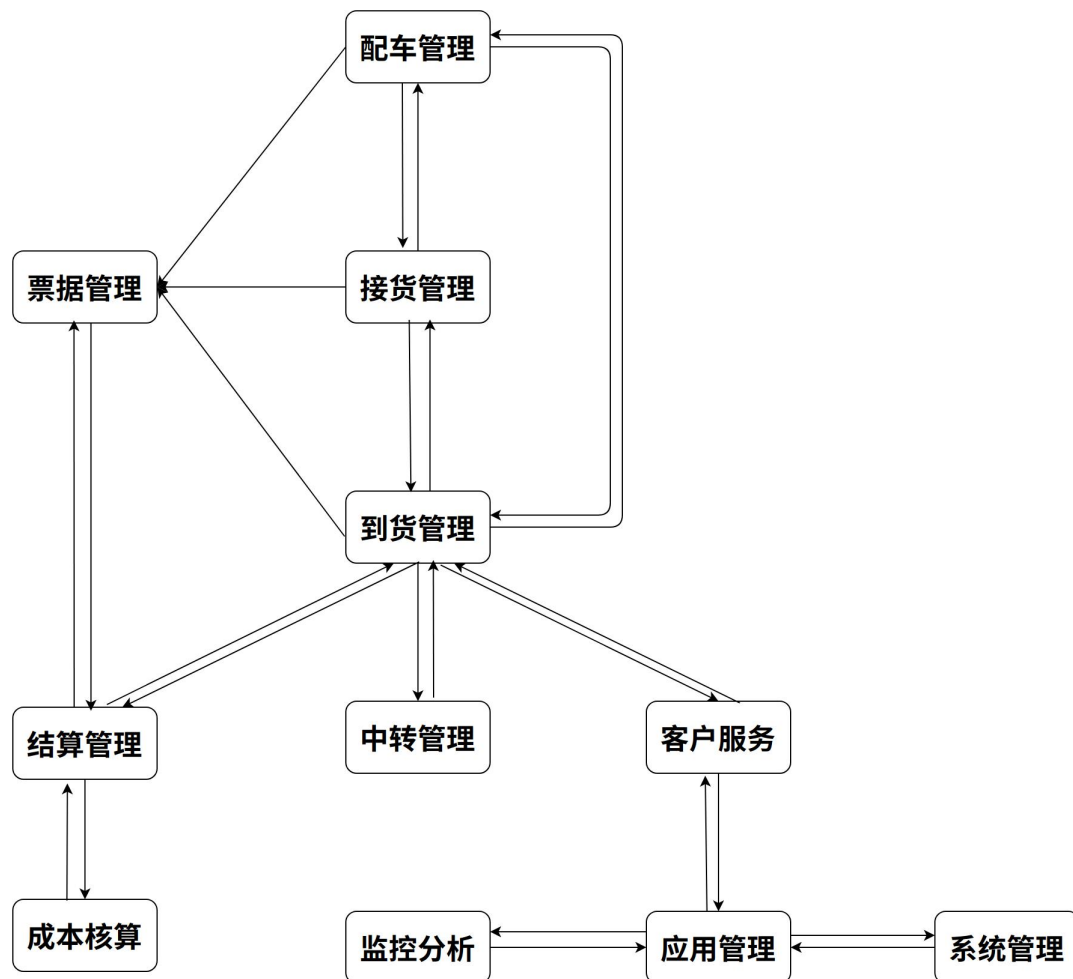 配车管理
票据管理
接货管理
到货管理
结算管理
中转管理
客户服务
成本核算
监控分析
应用管理
系统管理